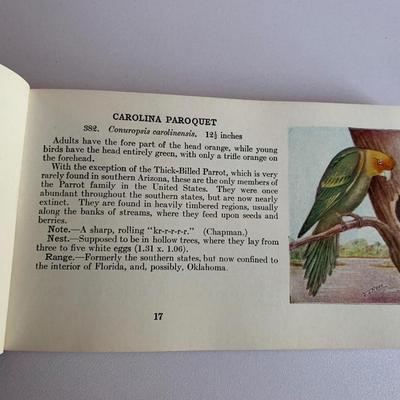 CAROLINA PAROQUET
382. Conuropsis carolinensis. 12½ inches
Adults have the fore part of the head orange, while young
birds have the head entirely green, with only a trifle orange on
the forehead.
With the exception of the Thick-Billed Parrot, which is very
rarely found in southern Arizona, these are the only members of
the Parrot family in the United States. They were once
abundant throughout the southern states, but are now nearly
extinct. They are found in heavily timbered regions, usually
along the banks of streams, where they feed upon seeds and
berries.
Note.—A sharp, rolling "kr-r-r-r-r." (Chapman.)
Nest.—Supposed to be in hollow trees, where they lay from
three to five white eggs (1.31 x 1.06).
Range.—Formerly the southern states, but now confined to
the interior of Florida, and, possibly, Oklahoma.
17